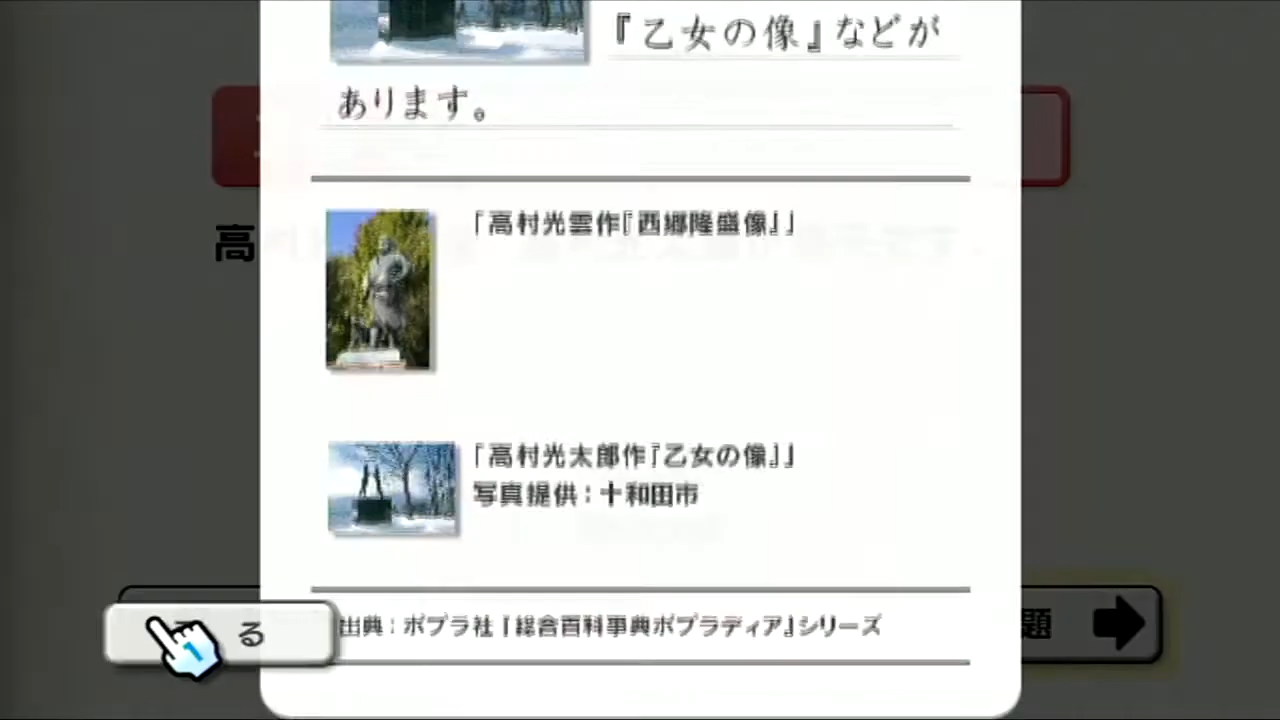 『乙女の像』などが
あります。
「高村光雲作『西郷隆盛像』」
高
「高村光太郎作『乙女の像』」
写真提供：十和田市
題
出典：ポプラ社『総合百科事典ポプラディア』シリーズ
る
1